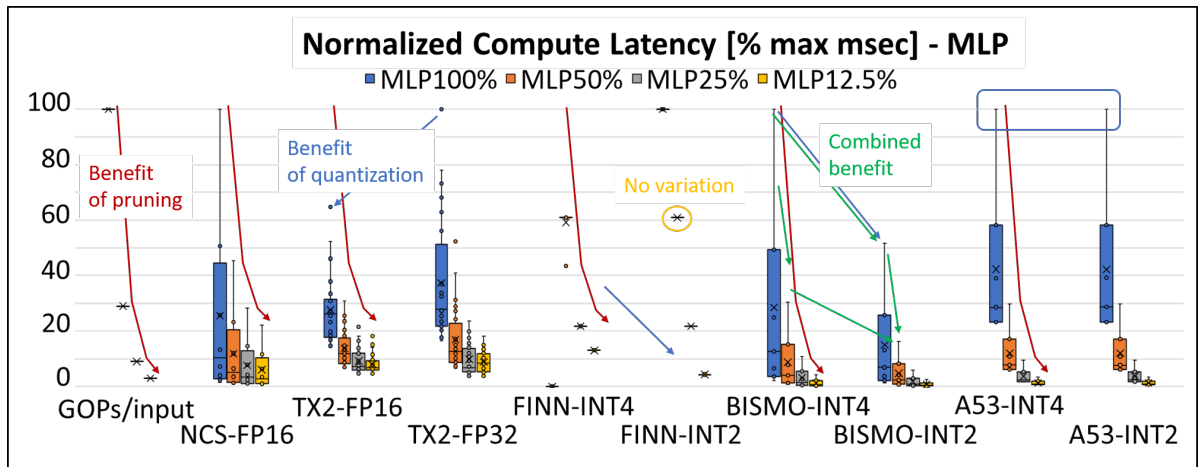 Normalized Compute Latency [% max msec] - MLP
MLP100% MLP50% MLP25% MLP12.5%
100
80
60
40
20
0
Benefit
of pruning
Benefit
of quantization
No variation
Combined
benefit
GOPs/input
NCS-FP16
TX2-FP16
TX2-FP32
FINN-INT4
FINN-INT2
BISMO-INT4
BISMO-INT2
A53-INT4
A53-INT2